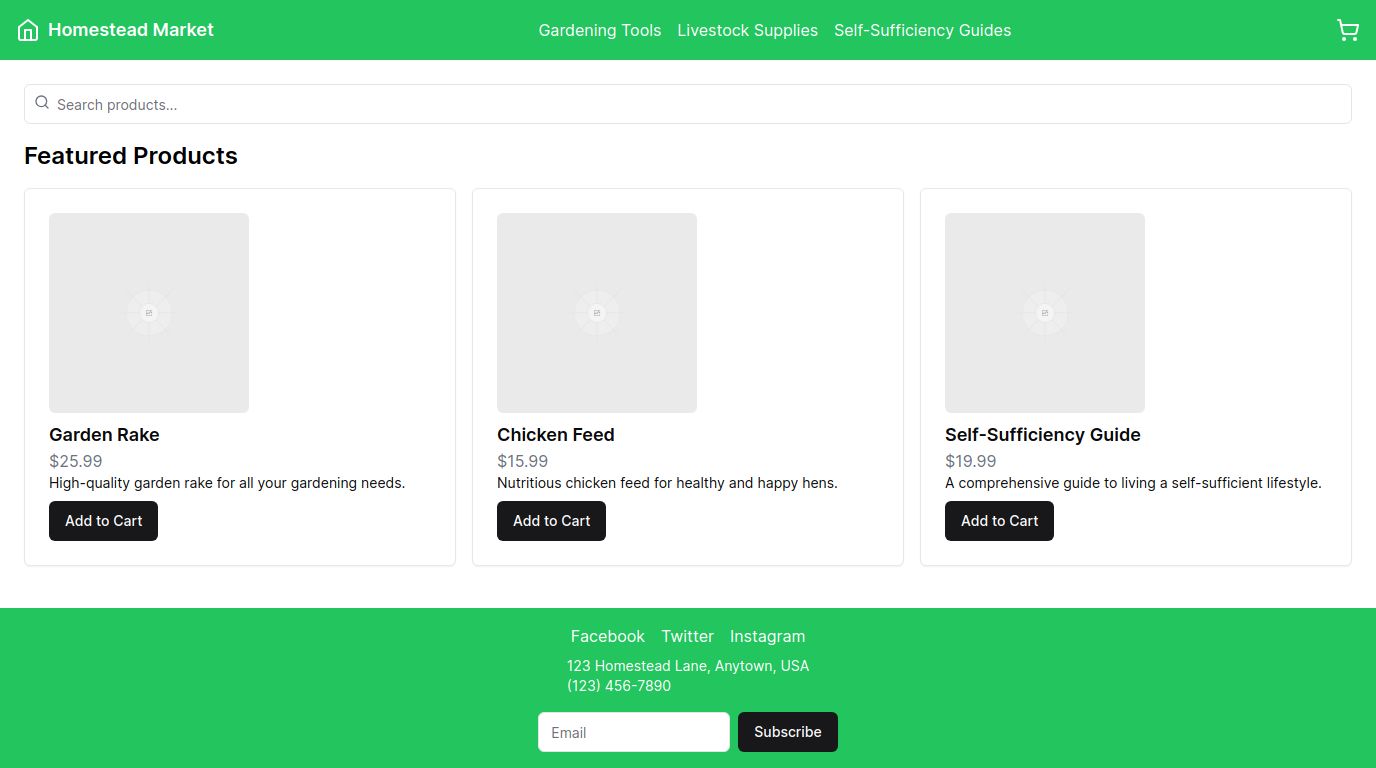 Homestead Market
Gardening Tools Livestock Supplies Self-Sufficiency Guides
Search products...
Featured Products
Garden Rake
$25.99
High-quality garden rake for all your gardening needs.
Add to Cart
Chicken Feed
$15.99
Nutritious chicken feed for healthy and happy hens.
Add to Cart
Self-Sufficiency Guide
$19.99
A comprehensive guide to living a self-sufficient lifestyle.
Add to Cart
Facebook Twitter Instagram
123 Homestead Lane, Anytown, USA
(123) 456-7890
Email
Subscribe